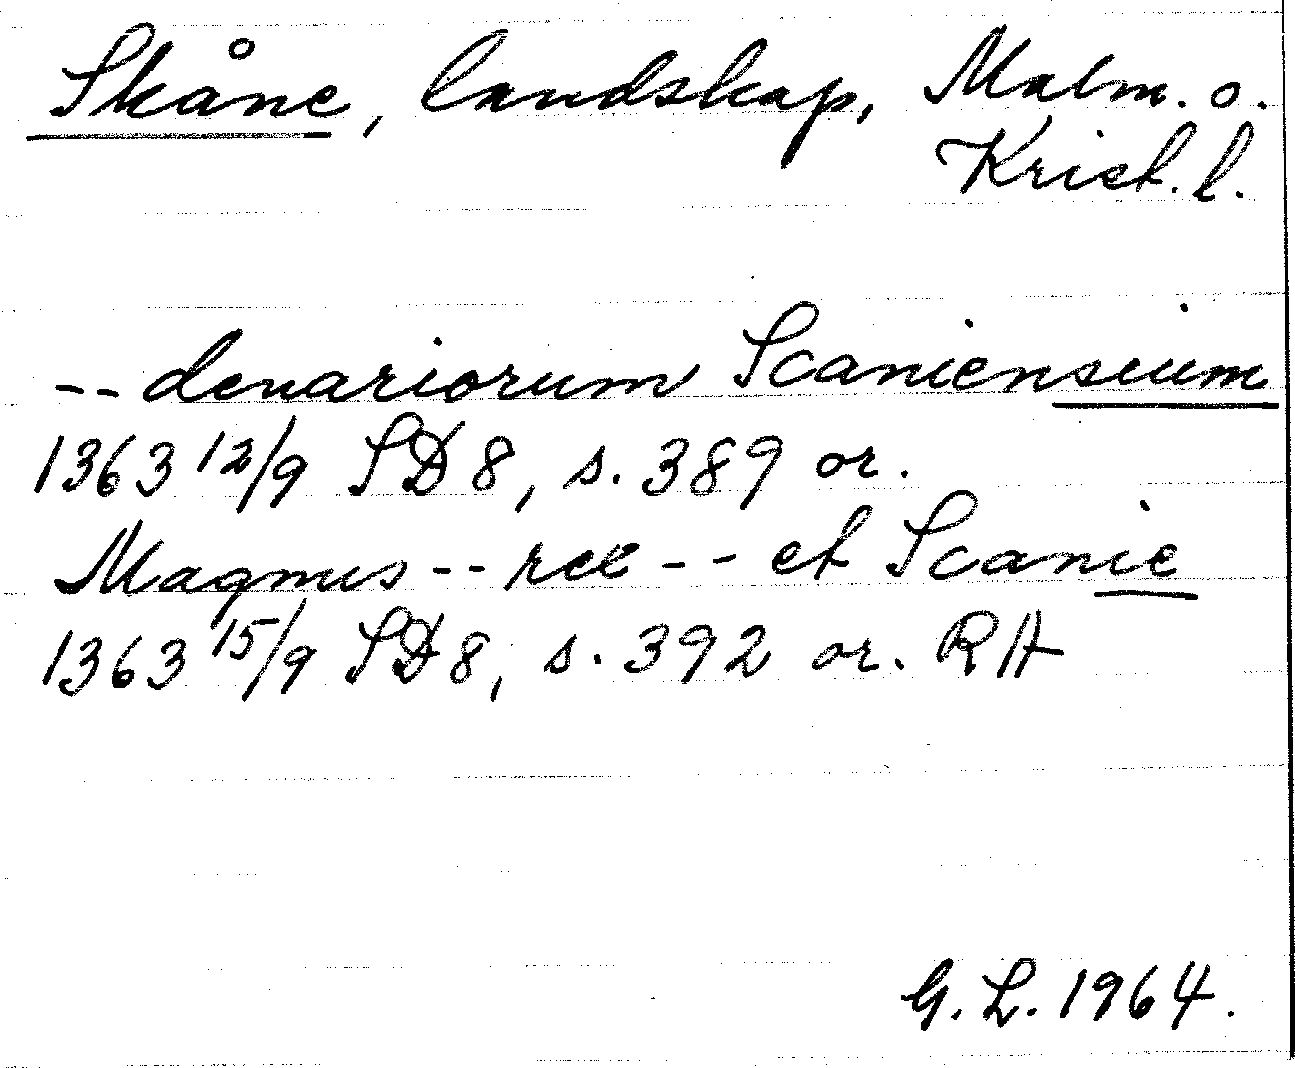 Skåne, landskap, Malm. o.
Krist. l.
-- denariorum Scaniensium
1363 12/9 SD 8, s. 389 or.
Magnus -- rex -- et Scanie
1363 15/9 SD 8, s. 392 or. RA
G. L. 1964.